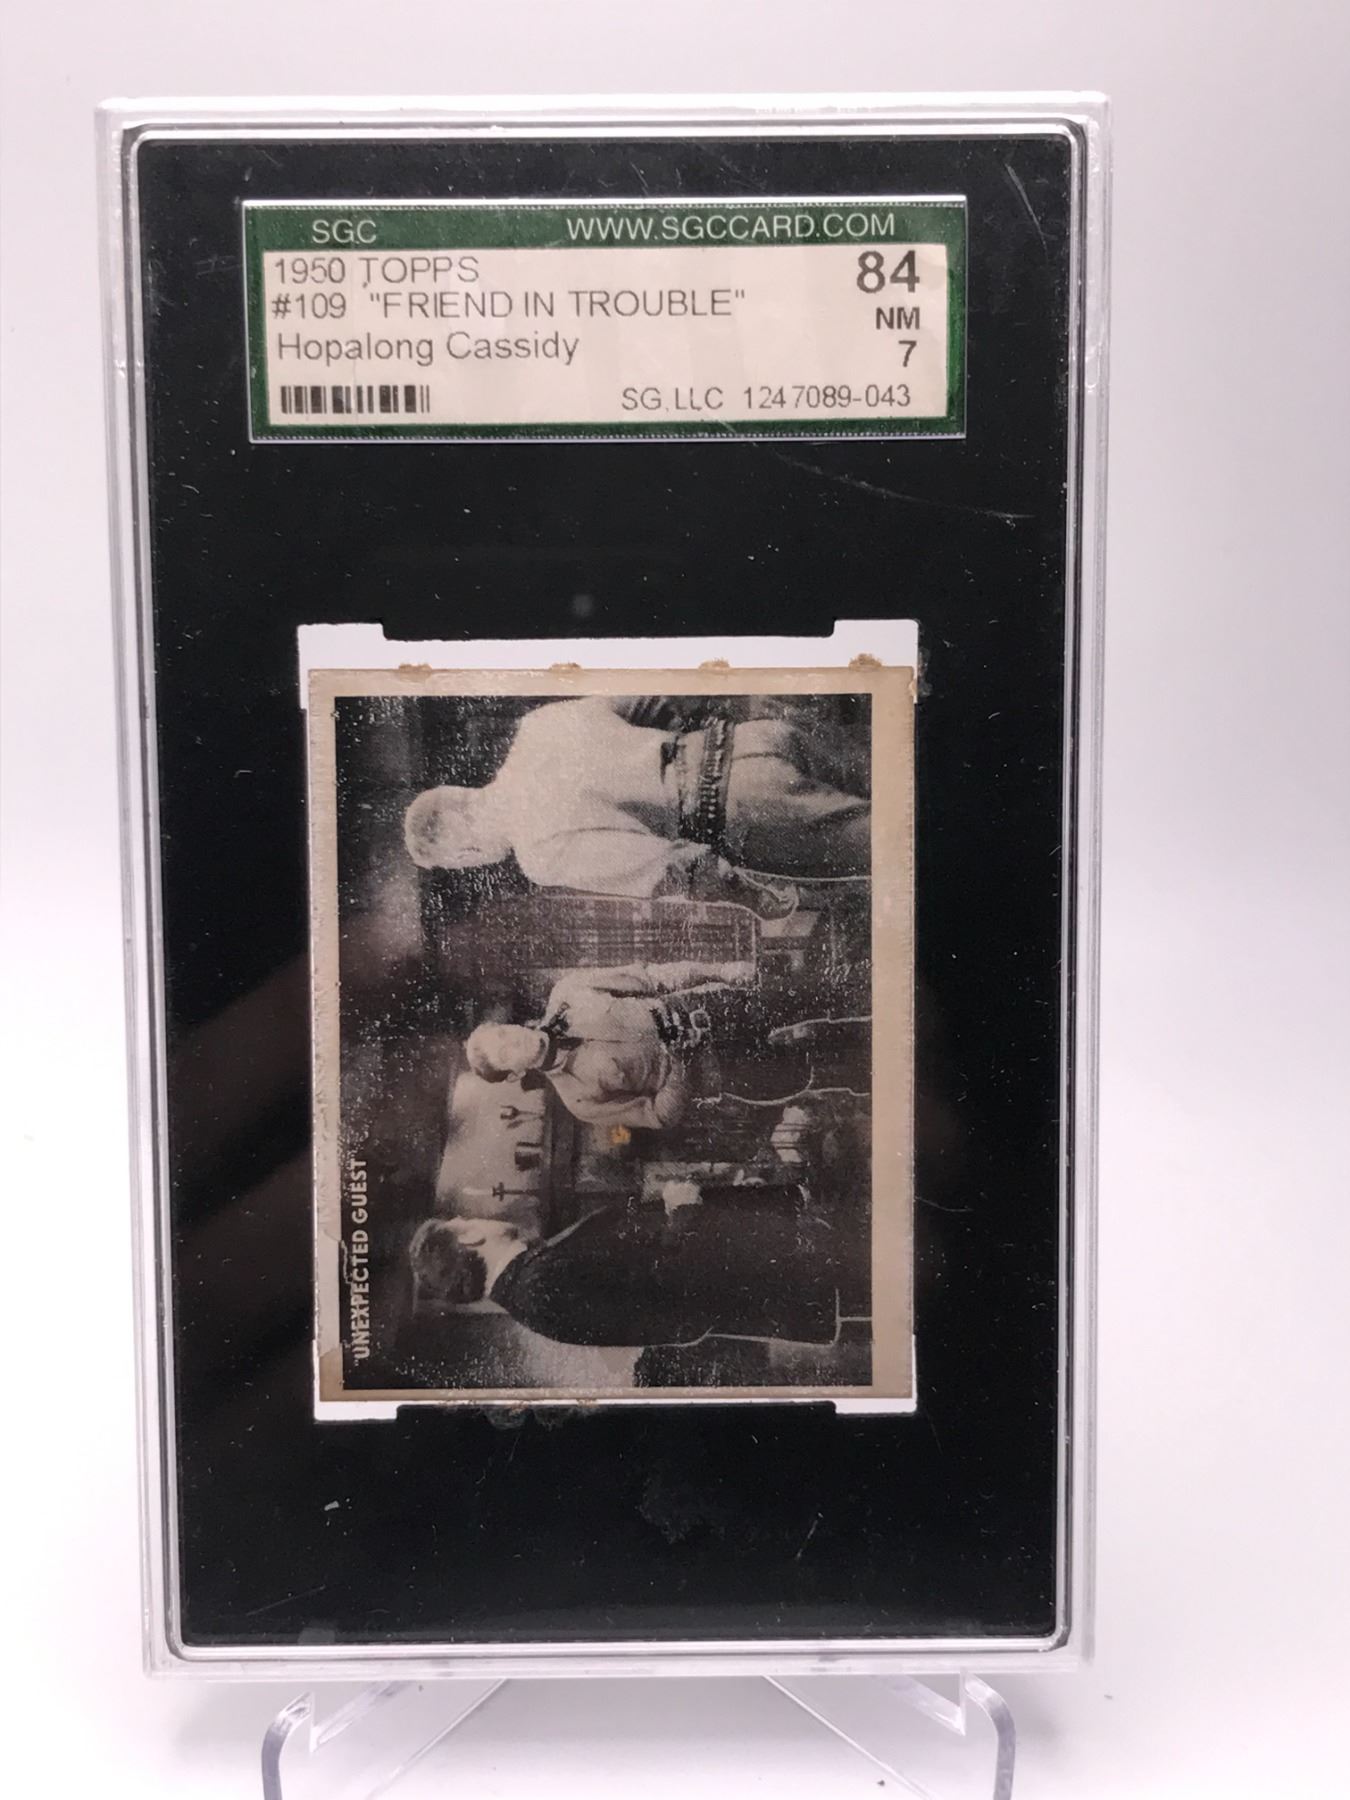 SGC WWW.SGCCARD.COM
1950 TOPPS 84
#109 "FRIEND IN TROUBLE" NM
Hopalong Cassidy 7
SG, LLC 1247089-043
"UNEXPECTED GUEST"